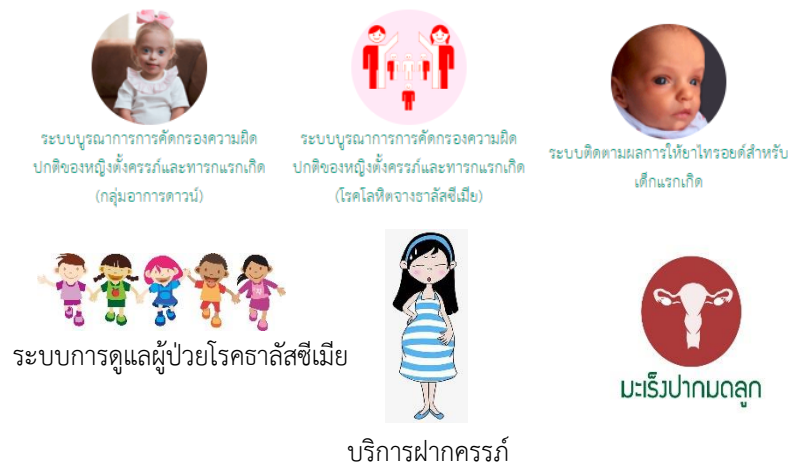 ระบบบูรณาการการคัดกรองความผิด
ปกติของหญิงตั้งครรภ์และทารกแรกเกิด
(กลุ่มอาการดาวน์)
ระบบบูรณาการการคัดกรองความผิด
ปกติของหญิงตั้งครรภ์และทารกแรกเกิด
(โรคโลหิตจางธาลัสซีเมีย)
ระบบติดตามผลการให้ยาไทรอยด์สำหรับ
เด็กแรกเกิด
ระบบการดูแลผู้ป่วยโรคธาลัสซีเมีย
บริการฝากครรภ์
มะเร็งปากมดลูก